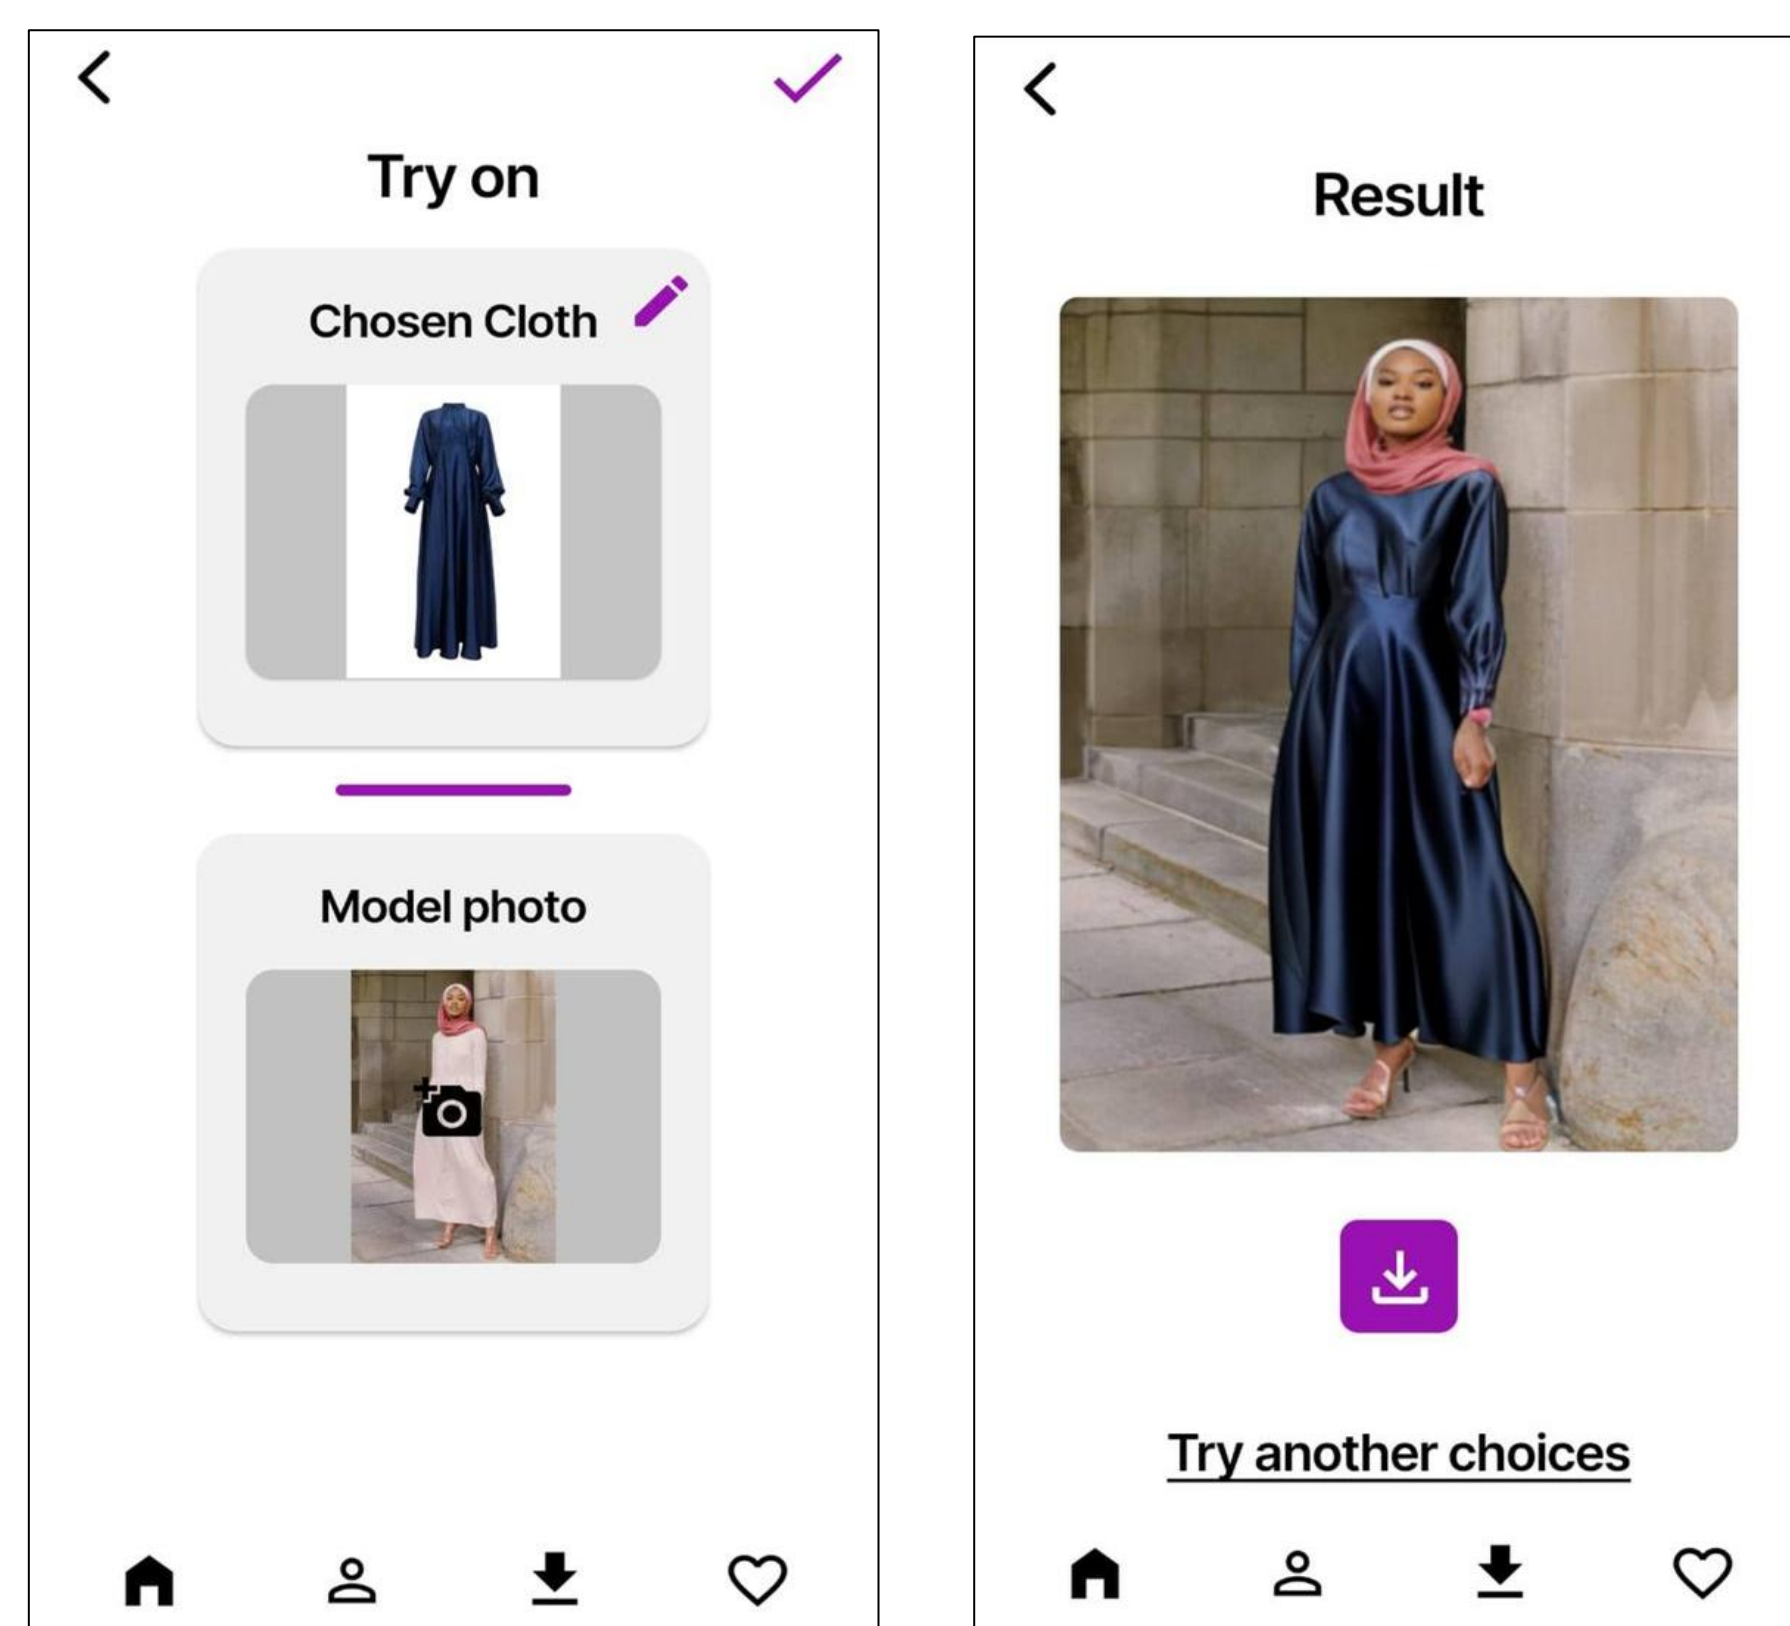 Try on
Chosen Cloth
Model photo
Result
Try another choices